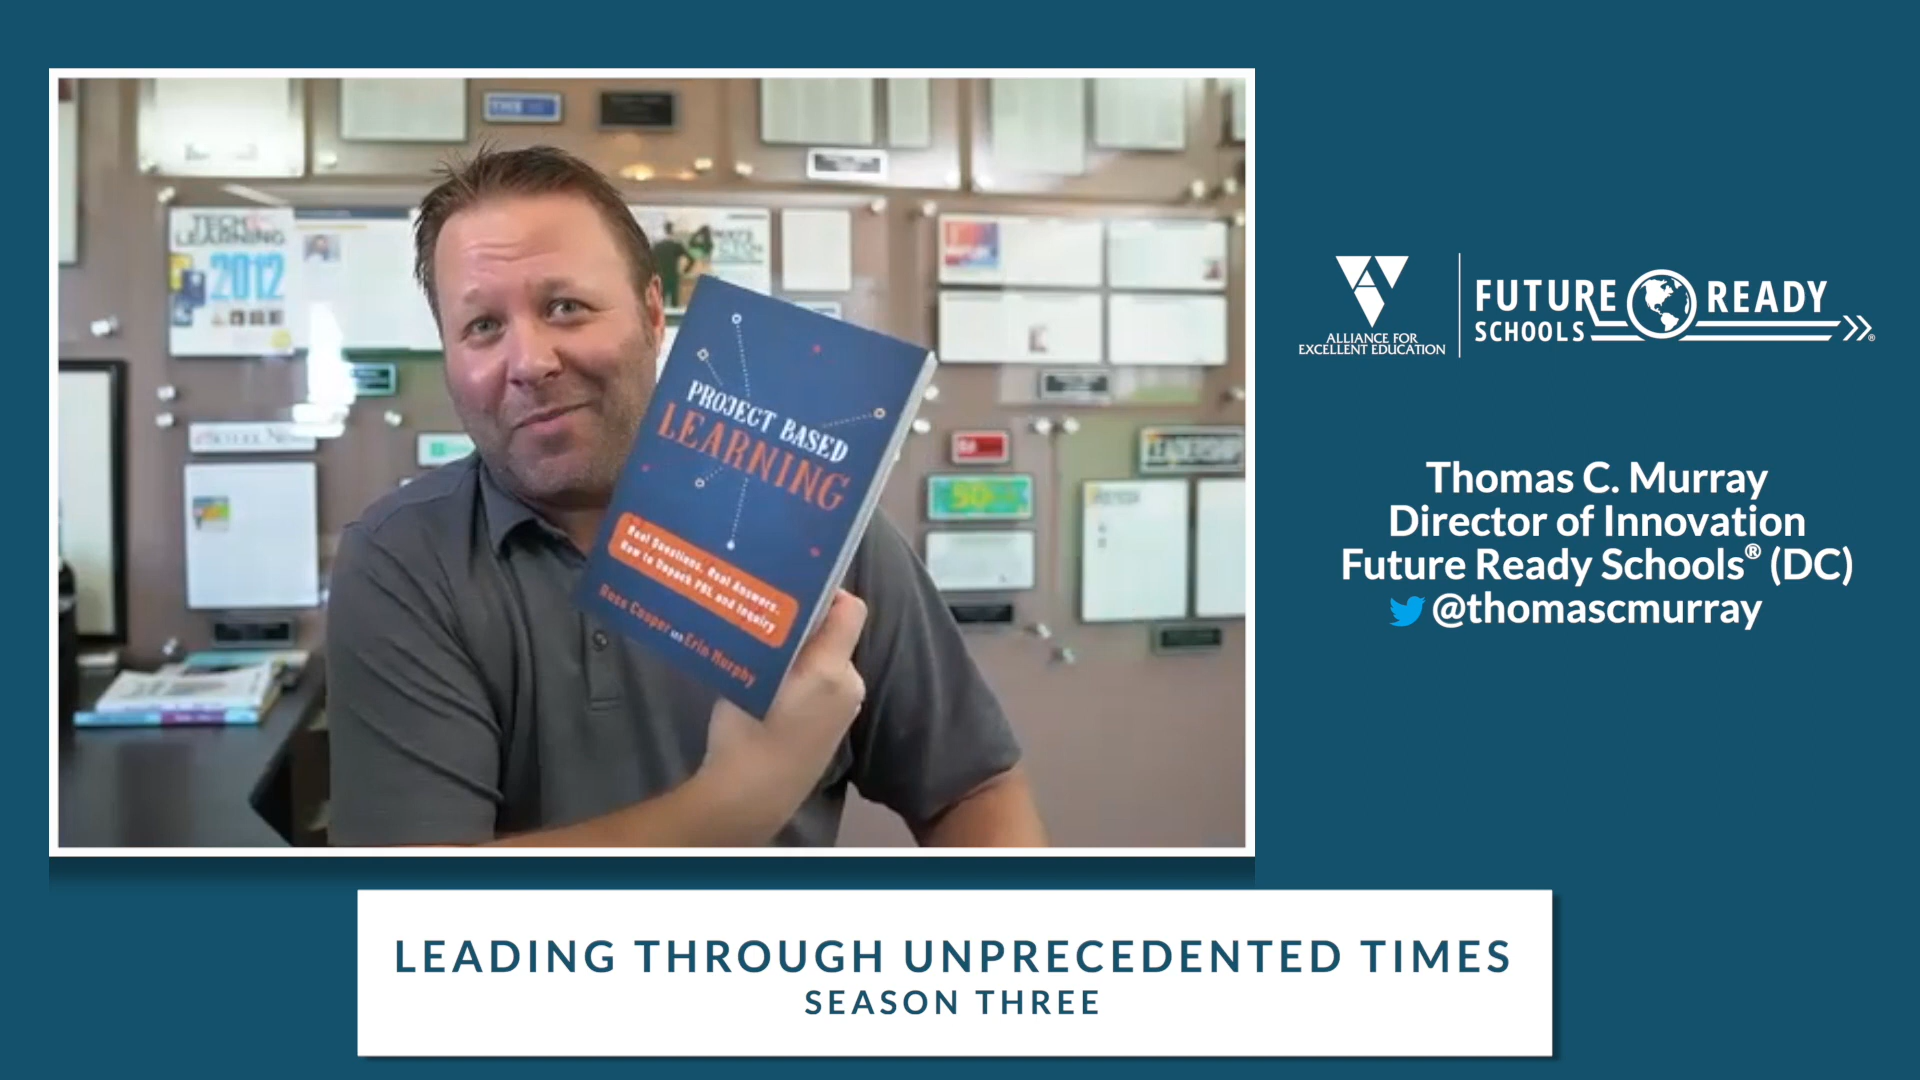 TECH&
LEARNING
2012
PROJECT BASED
LEARNING
Real Questions. Real Answers.
How to Unpack PBL and Inquiry
Ross Cooper AND Erin Murphy
ALLIANCE FOR
EXCELLENT EDUCATION
FUTURE READY
SCHOOLS
Thomas C. Murray
Director of Innovation
Future Ready Schools® (DC)
@thomascmurray
LEADING THROUGH UNPRECEDENTED TIMES
SEASON THREE